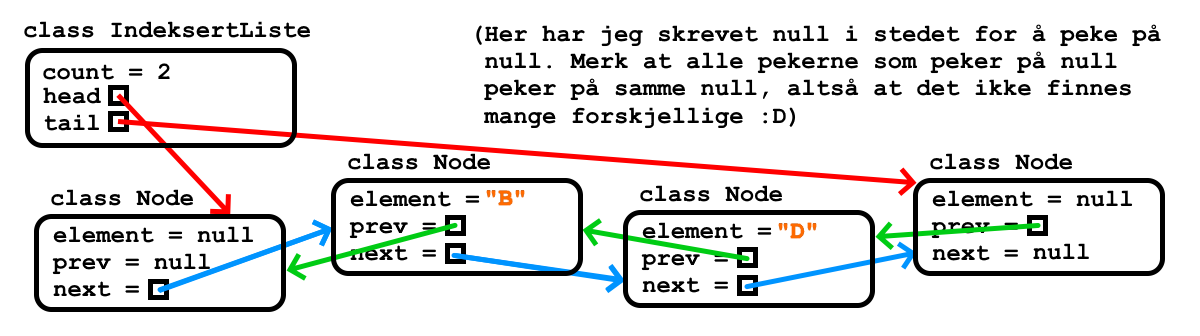 class IndeksertListe
count = 2
head
tail
(Her har jeg skrevet null i stedet for å peke på
null. Merk at alle pekerne som peker på null
peker på samme null, altså at det ikke finnes
mange forskjellige :D)
class Node
element = null
prev = null
next =
class Node
element = "B"
prev =
next =
class Node
element = "D"
prev =
next =
class Node
element = null
prev =
next = null